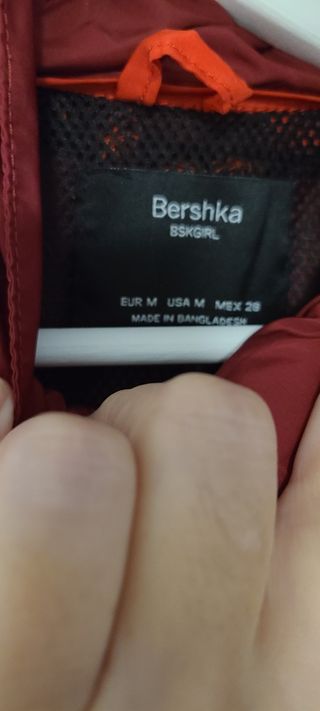 Bershka
BSKGIRL
EUR M USA M MEX 28
MADE IN BANGLADESH